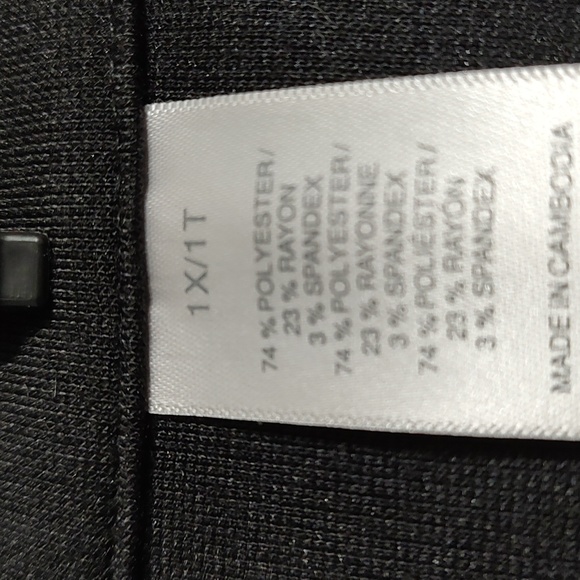 1X/1T
74 % POLYESTER/
23 % RAYON
3 % SPANDEX
74 % POLYESTER/
23 % RAYONNE
3 % SPANDEX
74 % POLIÉSTER/
23 % RAYÓN
3 % SPANDEX
MADE IN CAMBODIA